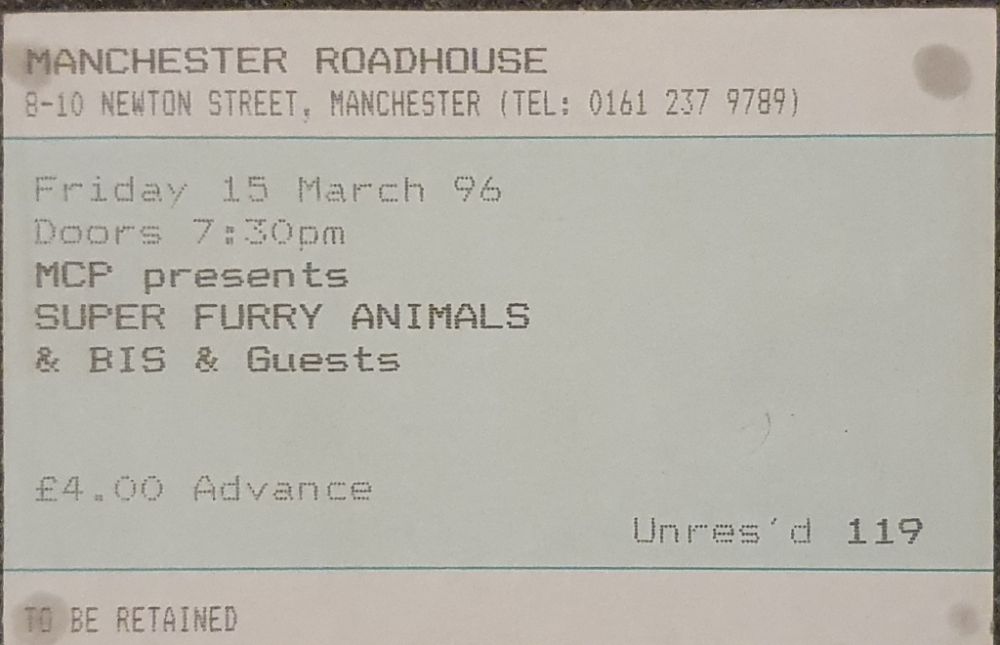 MANCHESTER ROADHOUSE
8-10 NEWTON STREET, MANCHESTER (TEL: 0161 237 9789)
Friday 15 March 96
Doors 7:30pm
MCP presents
SUPER FURRY ANIMALS
& BIS & Guests
£4.00 Advance
Unres'd 119
TO BE RETAINED